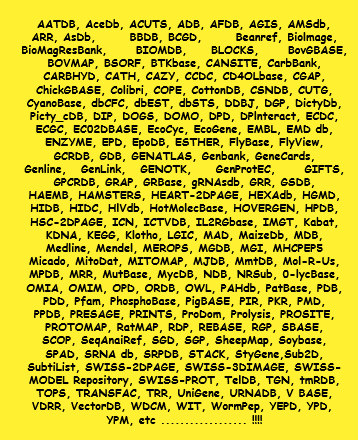 AATDB, AceDb, ACUTS, ADB, AFDB, AGIS, AMSdb,
ARR, AsDb, BBDB, BCGD, Beanref, BioImage,
BioMagResBank, BIOMDB, BLOCKS, BovGBASE,
BOVMAP, BSORF, BTKbase, CANSITE, CarbBank,
CARBHYD, CATH, CAZY, CCDC, CD4OLbase, CGAP,
ChickGBASE, Colibri, COPE, CottonDB, CSNDB, CUTG,
CyanoBase, dbCFC, dbEST, dbSTS, DDBJ, DGP, DictyDb,
Picty_cDB, DIP, DOGS, DOMO, DPD, DPInteract, ECDC,
ECGC, EC02DBASE, EcoCyc, EcoGene, EMBL, EMD db,
ENZYME, EPD, EpoDB, ESTHER, FlyBase, FlyView,
GCRDB, GDB, GENATLAS, Genbank, GeneCards,
Genline, GenLink, GENOTK, GenProtEC, GIFTS,
GPCRDB, GRAP, GRBase, gRNAsdb, GRR, GSDB,
HAEMB, HAMSTERS, HEART-2DPAGE, HEXAdb, HGMD,
HIDB, HIDC, HlVdb, HotMolecBase, HOVERGEN, HPDB,
HSC-2DPAGE, ICN, ICTVDB, IL2RGbase, IMGT, Kabat,
KDNA, KEGG, Klotho, LGIC, MAD, MaizeDb, MDB,
Medline, Mendel, MEROPS, MGDB, MGI, MHCPEP5
Micado, MitoDat, MITOMAP, MJDB, MmtDB, Mol-R-Us,
MPDB, MRR, MutBase, MycDB, NDB, NRSub, 0-lycBase,
OMIA, OMIM, OPD, ORDB, OWL, PAHdb, PatBase, PDB,
PDD, Pfam, PhosphoBase, PigBASE, PIR, PKR, PMD,
PPDB, PRESAGE, PRINTS, ProDom, Prolysis, PROSITE,
PROTOMAP, RatMAP, RDP, REBASE, RGP, SBASE,
SCOP, SeqAnaiRef, SGD, SGP, SheepMap, Soybase,
SPAD, SRNA db, SRPDB, STACK, StyGene,Sub2D,
SubtiList, SWISS-2DPAGE, SWISS-3DIMAGE, SWISS-
MODEL Repository, SWISS-PROT, TelDB, TGN, tmRDB,
TOPS, TRANSFAC, TRR, UniGene, URNADB, V BASE,
VDRR, VectorDB, WDCM, WIT, WormPep, YEPD, YPD,
YPM, etc .................. !!!!